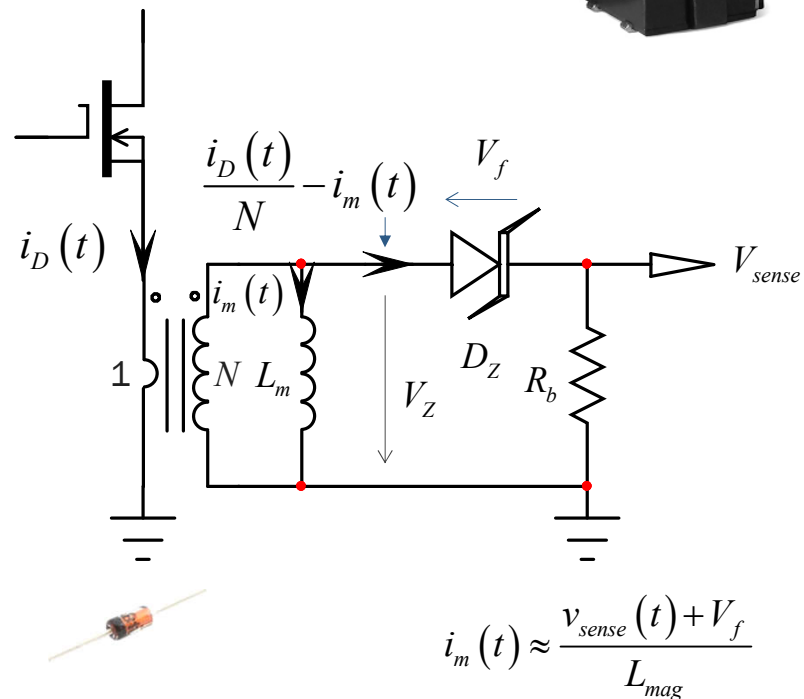 i_D(t)/N − i_m(t)
V_f
i_D(t)
V_sense
i_m(t)
1
N
L_m
D_Z
R_b
V_Z
i_m(t) ≈ (v_sense(t) + V_f)/L_mag